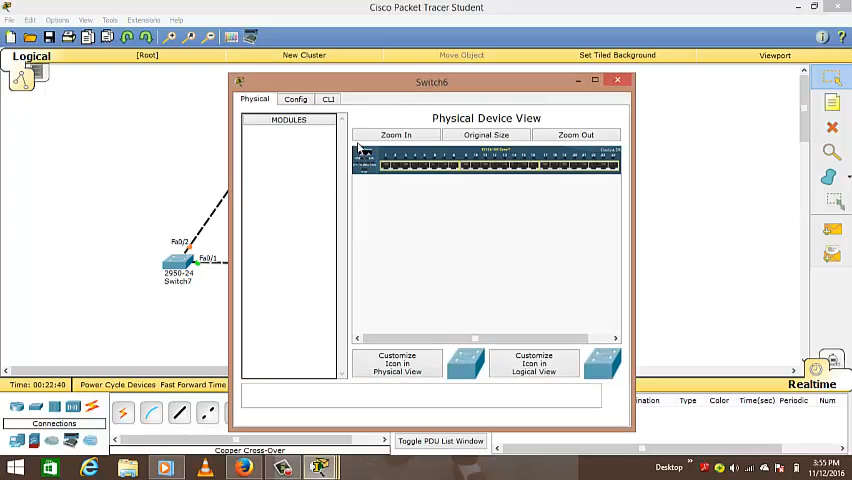 Cisco Packet Tracer Student
File Edit Options View Tools Extensions Help
Logical [Root] New Cluster Move Object Set Tiled Background Viewport
Switch6
Physical Config CLI
MODULES
Physical Device View
Zoom In Original Size Zoom Out
Fa0/2
Fa0/1
2950-24
Switch7
Customize
Icon in
Physical View
Customize
Icon in
Logical View
Time: 00:22:40 Power Cycle Devices Fast Forward Time
Realtime
Connections
Copper Cross-Over
ination Type Color Time(sec) Periodic Num
Toggle PDU List Window
Desktop
3:55 PM
11/12/2016